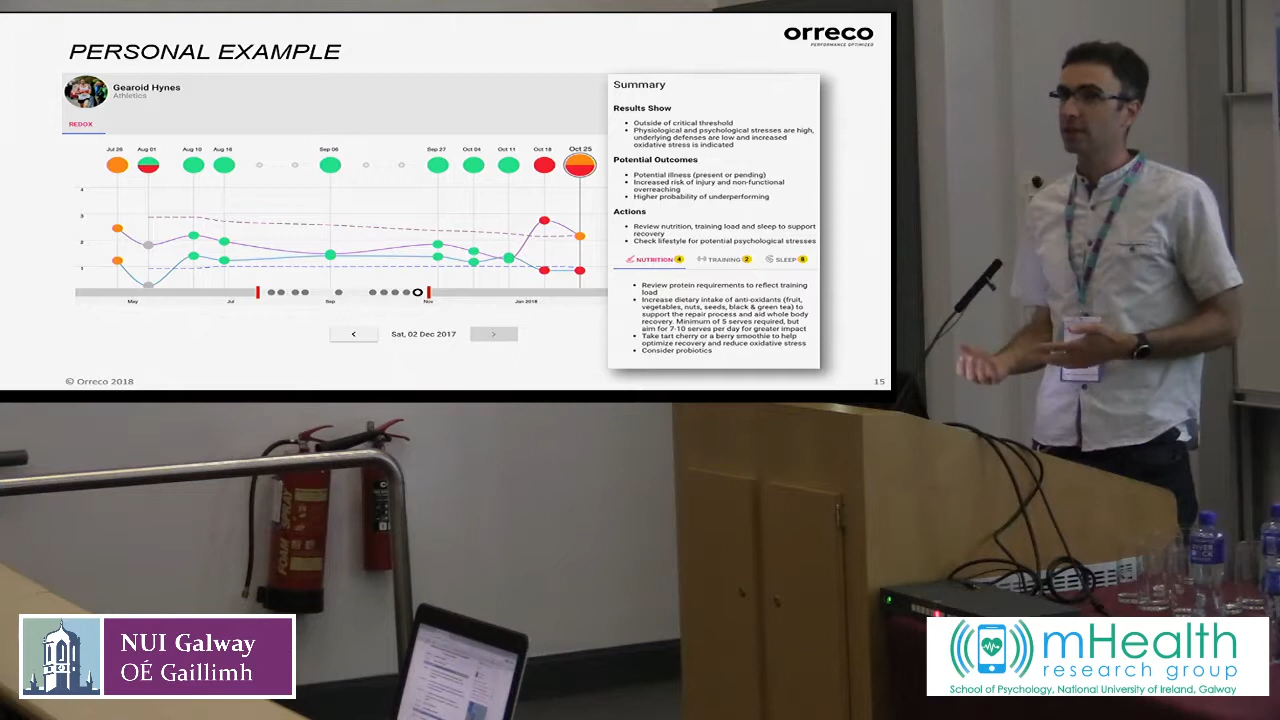 PERSONAL EXAMPLE
orreco
PERFORMANCE OPTIMIZED
Gearoid Hynes
Athletics
REDOX
Jul 26 Aug 01 Aug 10 Aug 16 Sep 06 Sep 27 Oct 04 Oct 11 Oct 18 Oct 25
4
3
2
1
May Jul Sep Nov Jan 2018
< Sat, 02 Dec 2017 >
Summary
Results Show
• Outside of critical threshold
• Physiological and psychological stresses are high,
underlying defenses are low and increased
oxidative stress is indicated
Potential Outcomes
• Potential illness (present or pending)
• Increased risk of injury and non-functional
overreaching
• Higher probability of underperforming
Actions
• Review nutrition, training load and sleep to support
recovery
• Check lifestyle for potential psychological stresses
NUTRITION 4 TRAINING 2 SLEEP 8
• Review protein requirements to reflect training
load
• Increase dietary intake of anti-oxidants (fruit,
vegetables, nuts, seeds, black & green tea) to
support the repair process and aid whole body
recovery. Minimum of 5 serves required, but
aim for 7-10 serves per day for greater impact
• Take tart cherry or a berry smoothie to help
optimize recovery and reduce oxidative stress
• Consider probiotics
© Orreco 2018
15
FOAM SPRAY
NUI Galway
OÉ Gaillimh
mHealth
research group
School of Psychology, National University of Ireland, Galway